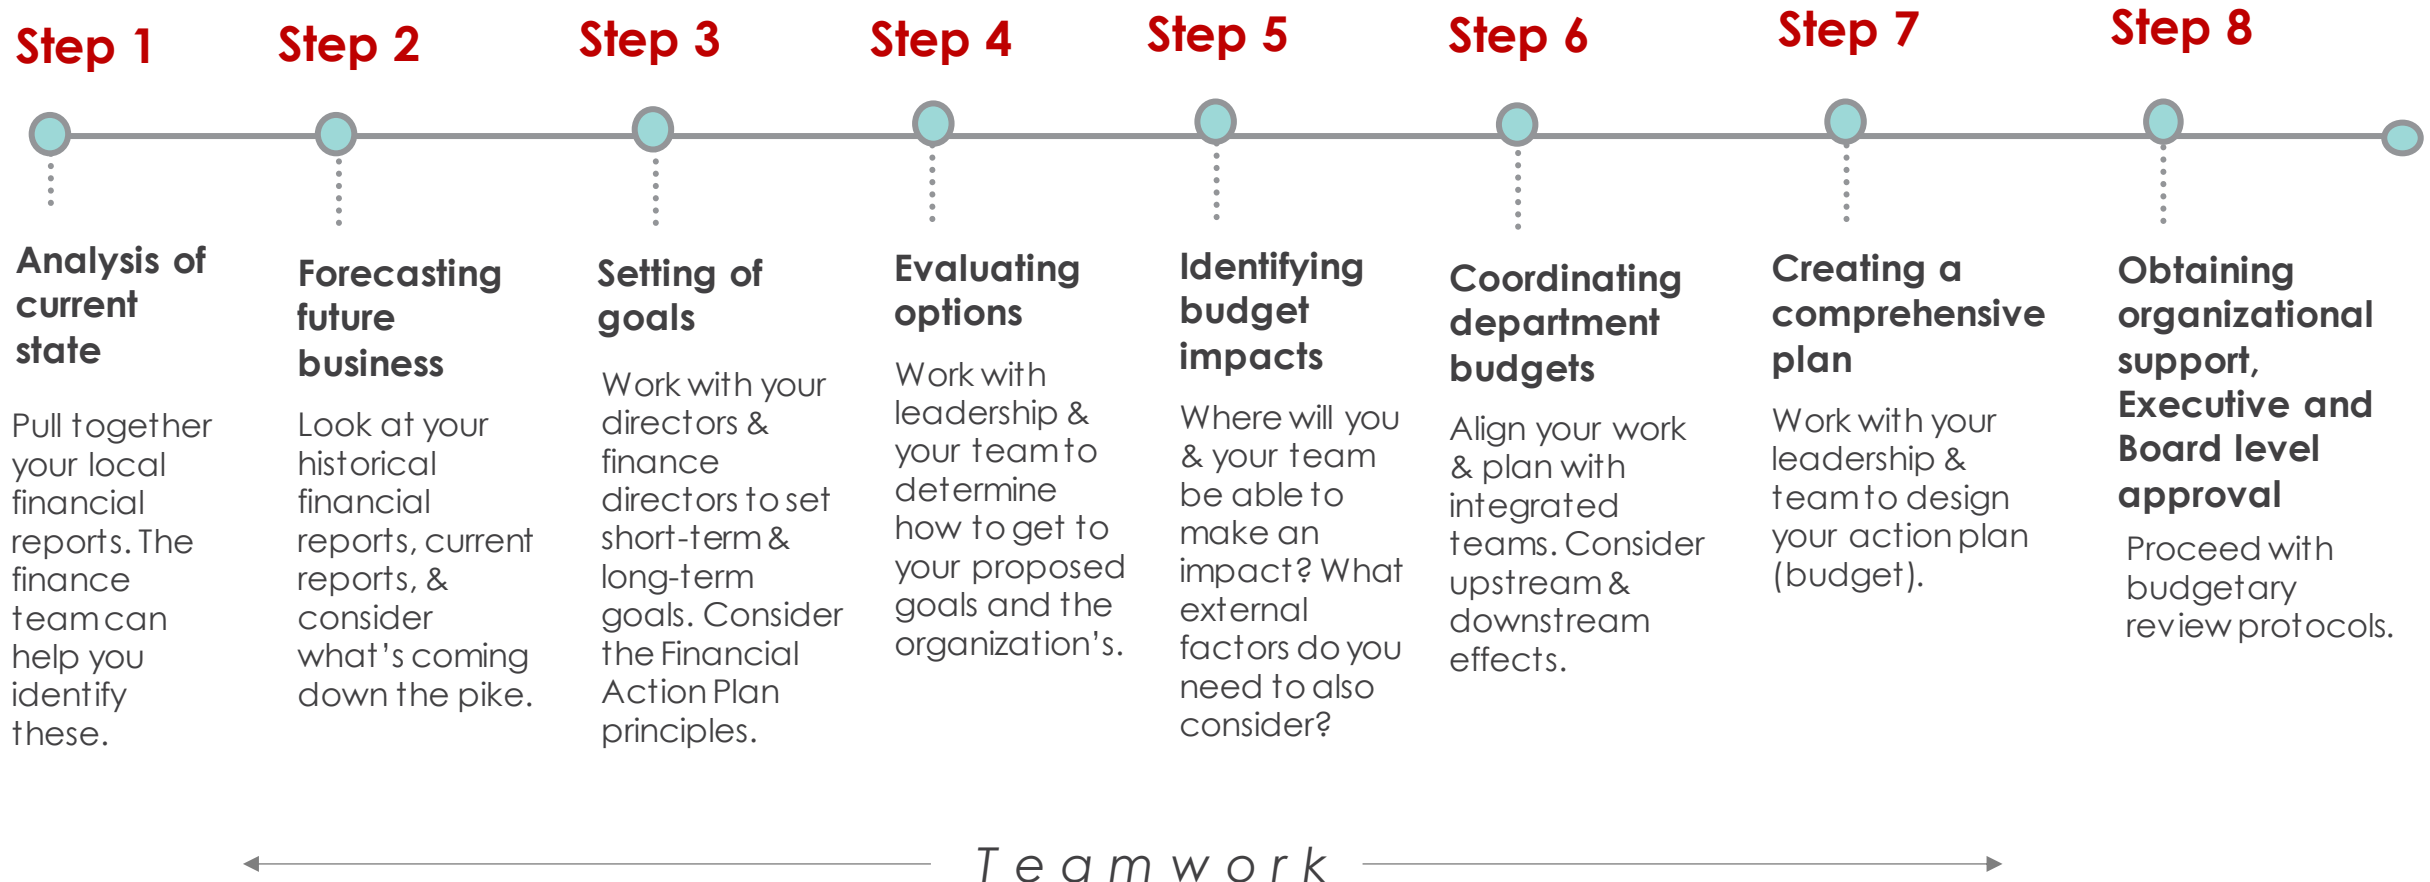 Step 1
Step 2
Step 3
Step 4
Step 5
Step 6
Step 7
Step 8
Analysis of
current
state
Pull together
your local
financial
reports. The
finance
team can
help you
identify
these.
Forecasting
future
business
Look at your
historical
financial
reports, current
reports, &
consider
what's coming
down the pike.
Setting of
goals
Work with your
directors &
finance
directors to set
short-term &
long-term
goals. Consider
the Financial
Action Plan
principles.
Evaluating
options
Work with
leadership &
your team to
determine
how to get to
your proposed
goals and the
organization's.
Identifying
budget
impacts
Where will you
& your team
be able to
make an
impact? What
external
factors do you
need to also
consider?
Coordinating
department
budgets
Align your work
& plan with
integrated
teams. Consider
upstream &
downstream
effects.
Creating a
comprehensive
plan
Work with your
leadership &
team to design
your action plan
(budget).
Obtaining
organizational
support,
Executive and
Board level
approval
Proceed with
budgetary
review protocols.
Teamwork